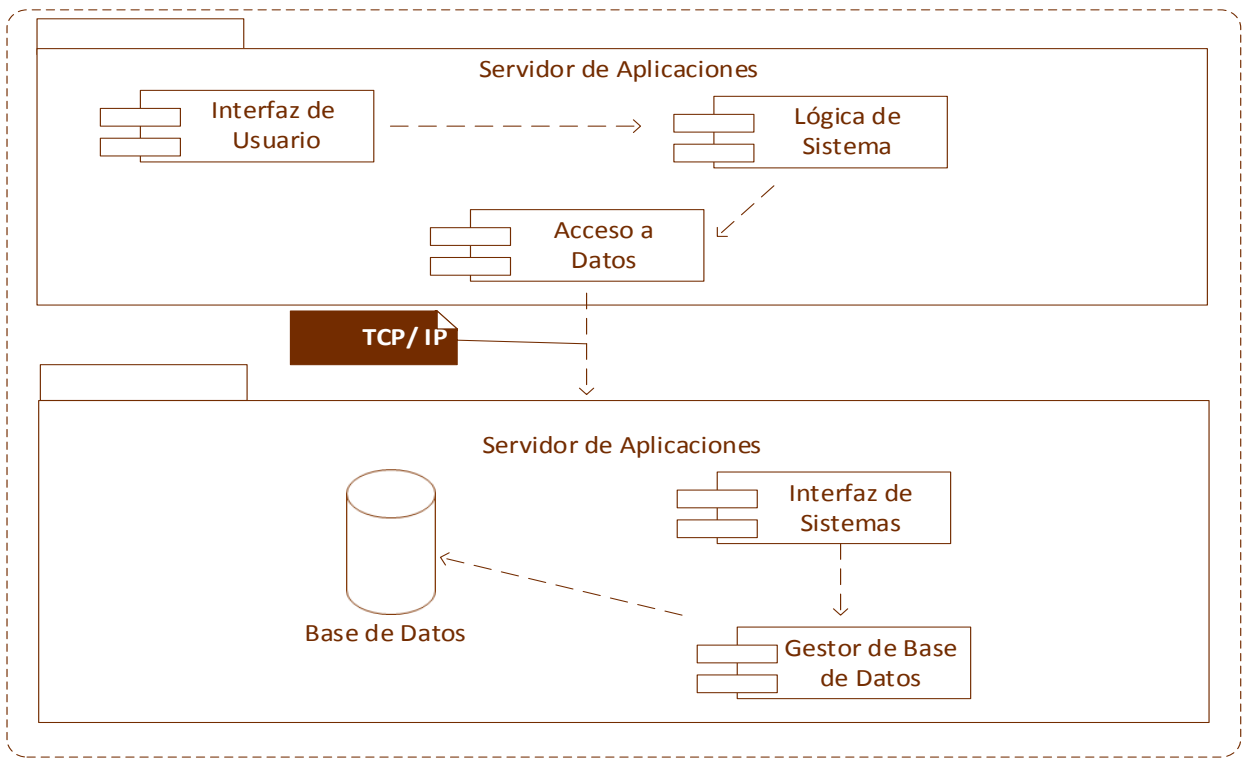 Servidor de Aplicaciones
Interfaz de
Usuario
Lógica de
Sistema
Acceso a
Datos
TCP/ IP
Servidor de Aplicaciones
Interfaz de
Sistemas
Base de Datos
Gestor de Base
de Datos